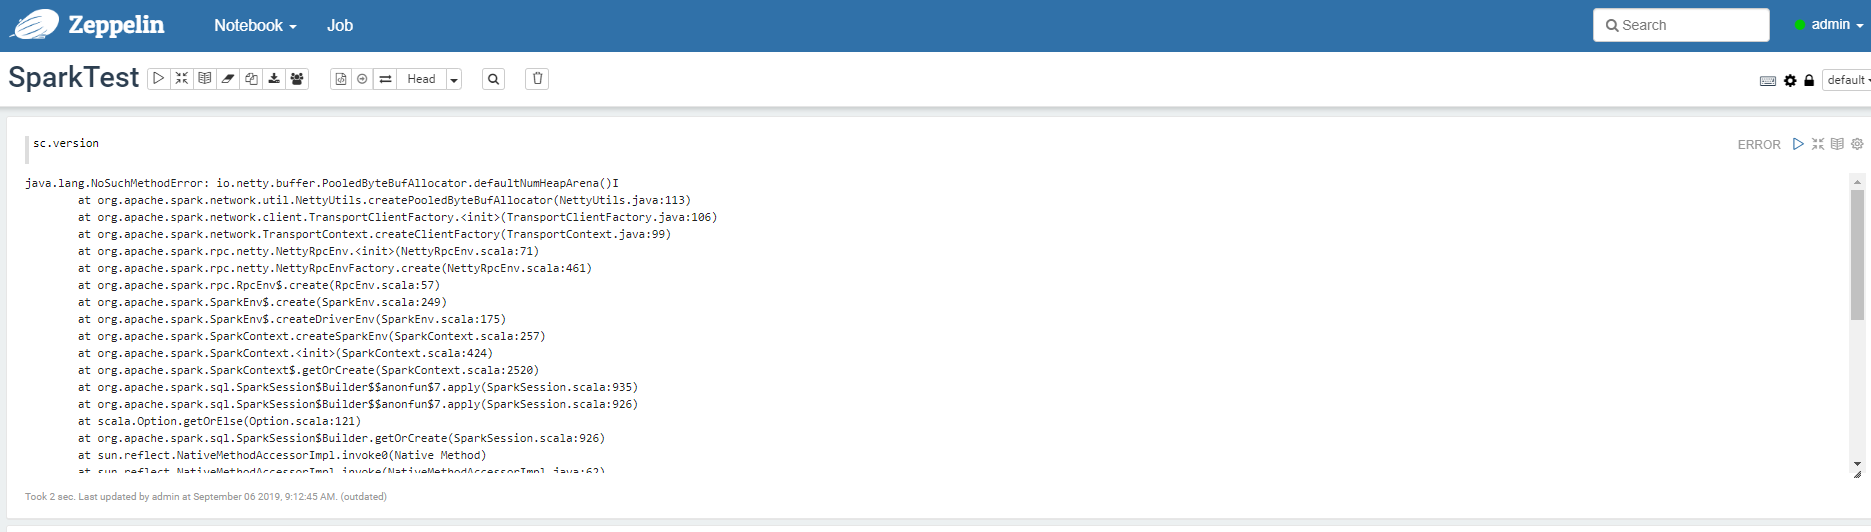 Zeppelin Notebook Job Search admin
SparkTest Head default
sc.version ERROR
java.lang.NoSuchMethodError: io.netty.buffer.PooledByteBufAllocator.defaultNumHeapArena()I
at org.apache.spark.network.util.NettyUtils.createPooledByteBufAllocator(NettyUtils.java:113)
at org.apache.spark.network.client.TransportClientFactory.<init>(TransportClientFactory.java:106)
at org.apache.spark.network.TransportContext.createClientFactory(TransportContext.java:99)
at org.apache.spark.rpc.netty.NettyRpcEnv.<init>(NettyRpcEnv.scala:71)
at org.apache.spark.rpc.netty.NettyRpcEnvFactory.create(NettyRpcEnv.scala:461)
at org.apache.spark.rpc.RpcEnv$.create(RpcEnv.scala:57)
at org.apache.spark.SparkEnv$.create(SparkEnv.scala:249)
at org.apache.spark.SparkEnv$.createDriverEnv(SparkEnv.scala:175)
at org.apache.spark.SparkContext.createSparkEnv(SparkContext.scala:257)
at org.apache.spark.SparkContext.<init>(SparkContext.scala:424)
at org.apache.spark.SparkContext$.getOrCreate(SparkContext.scala:2520)
at org.apache.spark.sql.SparkSession$Builder$$anonfun$7.apply(SparkSession.scala:935)
at org.apache.spark.sql.SparkSession$Builder$$anonfun$7.apply(SparkSession.scala:926)
at scala.Option.getOrElse(Option.scala:121)
at org.apache.spark.sql.SparkSession$Builder.getOrCreate(SparkSession.scala:926)
at sun.reflect.NativeMethodAccessorImpl.invoke0(Native Method)
at sun.reflect.NativeMethodAccessorImpl.invoke(NativeMethodAccessorImpl.java:62)
Took 2 sec. Last updated by admin at September 06 2019, 9:12:45 AM. (outdated)